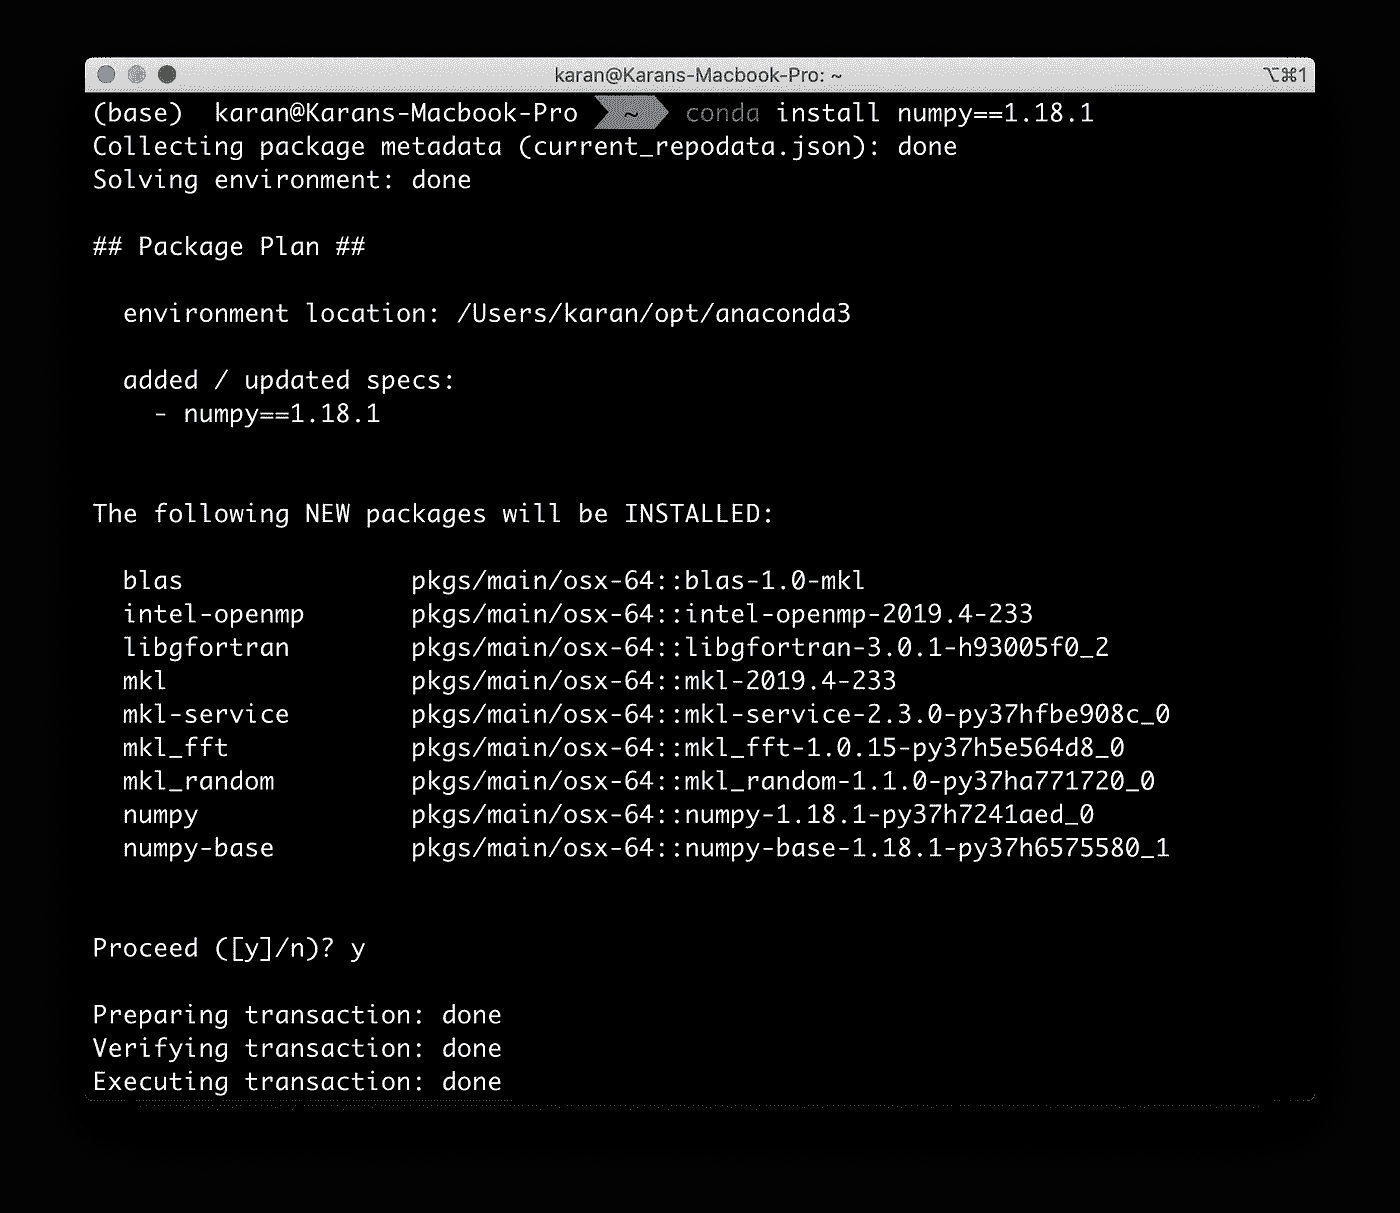 karan@Karans-Macbook-Pro: ~ ⌥⌘1
(base) karan@Karans-Macbook-Pro ~ conda install numpy==1.18.1
Collecting package metadata (current_repodata.json): done
Solving environment: done
## Package Plan ##
environment location: /Users/karan/opt/anaconda3
added / updated specs:
- numpy==1.18.1
The following NEW packages will be INSTALLED:
blas pkgs/main/osx-64::blas-1.0-mkl
intel-openmp pkgs/main/osx-64::intel-openmp-2019.4-233
libgfortran pkgs/main/osx-64::libgfortran-3.0.1-h93005f0_2
mkl pkgs/main/osx-64::mkl-2019.4-233
mkl-service pkgs/main/osx-64::mkl-service-2.3.0-py37hfbe908c_0
mkl_fft pkgs/main/osx-64::mkl_fft-1.0.15-py37h5e564d8_0
mkl_random pkgs/main/osx-64::mkl_random-1.1.0-py37ha771720_0
numpy pkgs/main/osx-64::numpy-1.18.1-py37h7241aed_0
numpy-base pkgs/main/osx-64::numpy-base-1.18.1-py37h6575580_1
Proceed ([y]/n)? y
Preparing transaction: done
Verifying transaction: done
Executing transaction: done